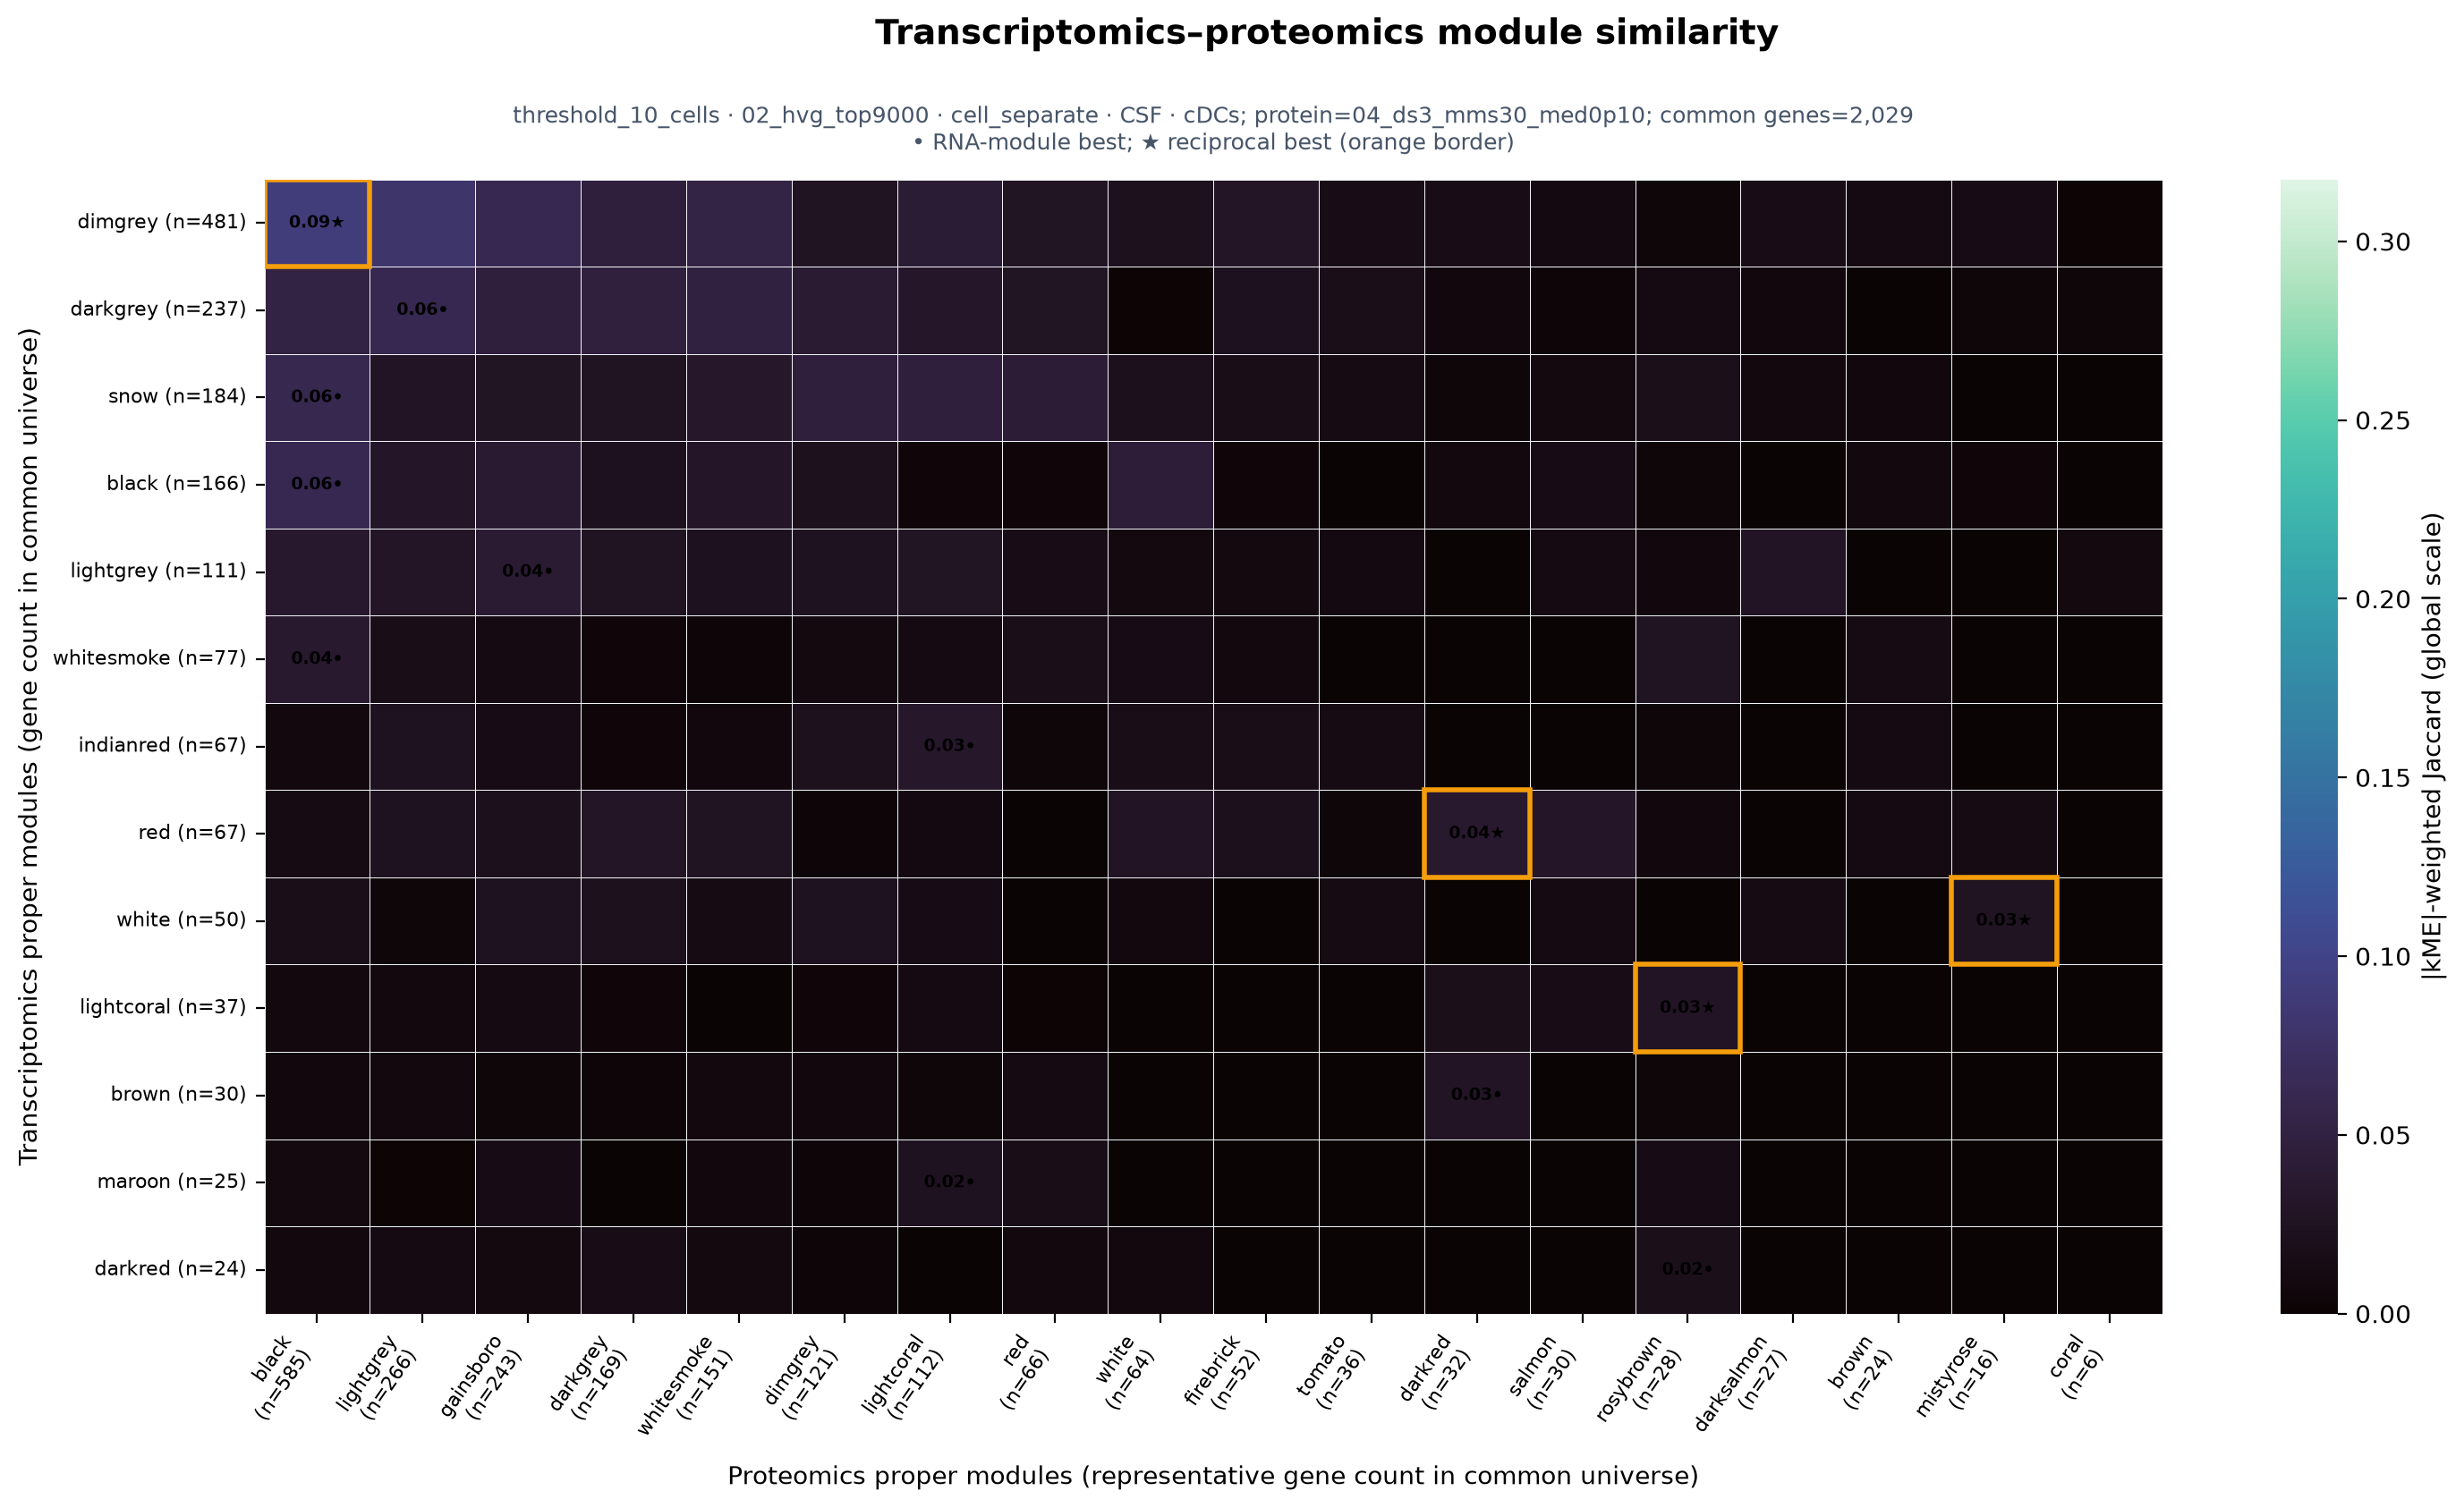 Transcriptomics–proteomics module similarity
threshold_10_cells · 02_hvg_top9000 · cell_separate · CSF · cDCs; protein=04_ds3_mms30_med0p10; common genes=2,029
• RNA-module best; ★ reciprocal best (orange border)
Transcriptomics proper modules (gene count in common universe)
dimgrey (n=481)
0.09★
darkgrey (n=237)
0.06•
snow (n=184)
0.06•
black (n=166)
0.06•
lightgrey (n=111)
0.04•
whitesmoke (n=77)
0.04•
indianred (n=67)
0.03•
red (n=67)
0.04★
white (n=50)
0.03★
lightcoral (n=37)
0.03★
brown (n=30)
0.03•
maroon (n=25)
0.02•
darkred (n=24)
0.02•
black
(n=585)
lightgrey
(n=266)
gainsboro
(n=243)
darkgrey
(n=169)
whitesmoke
(n=151)
dimgrey
(n=121)
lightcoral
(n=112)
red
(n=66)
white
(n=64)
firebrick
(n=52)
tomato
(n=36)
darkred
(n=32)
salmon
(n=30)
rosybrown
(n=28)
darksalmon
(n=27)
brown
(n=24)
mistyrose
(n=16)
coral
(n=6)
Proteomics proper modules (representative gene count in common universe)
0.30
0.25
0.20
0.15
0.10
0.05
0.00
|kME|-weighted Jaccard (global scale)